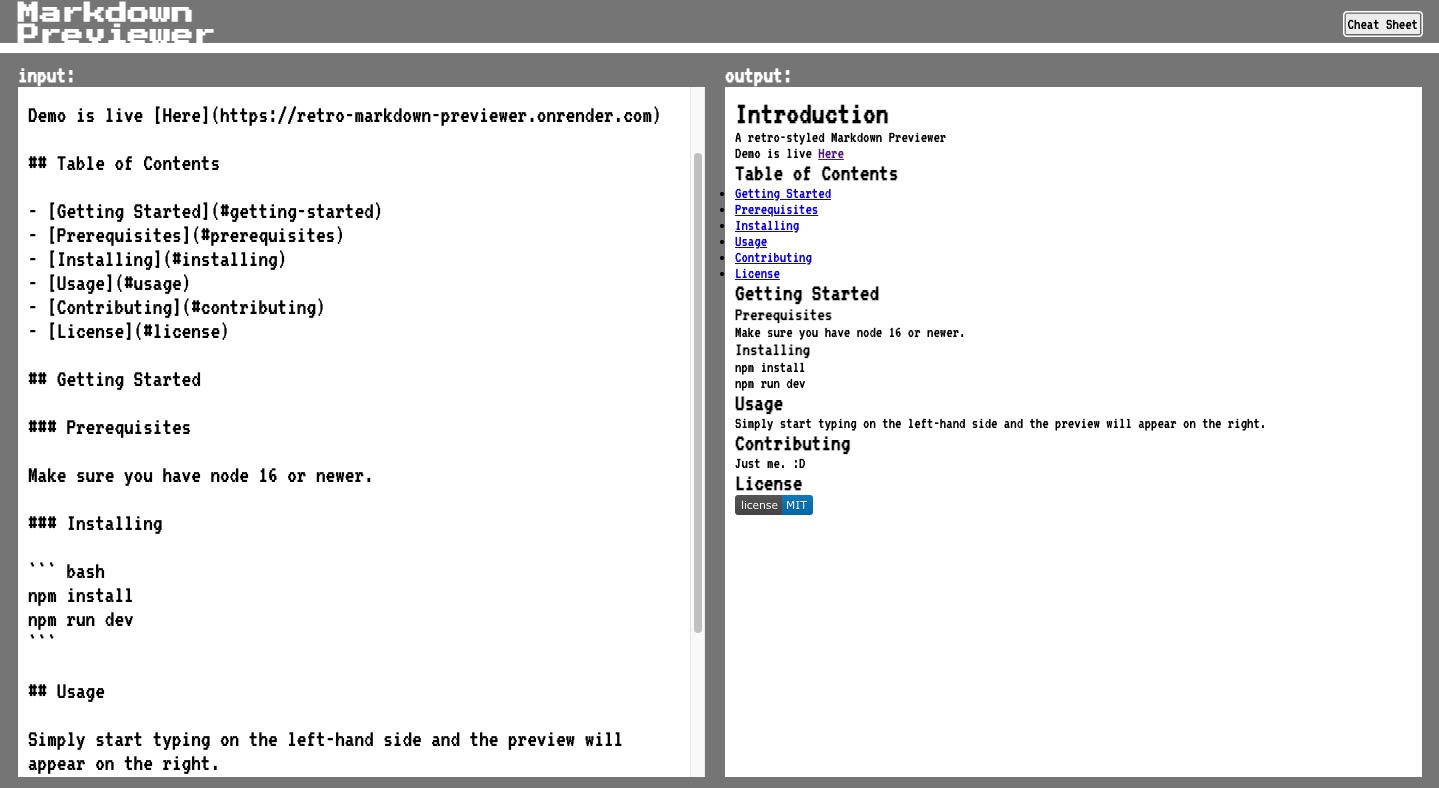 Markdown
Previewer
Cheat Sheet
input:
Demo is live [Here](https://retro-markdown-previewer.onrender.com)
## Table of Contents
- [Getting Started](#getting-started)
- [Prerequisites](#prerequisites)
- [Installing](#installing)
- [Usage](#usage)
- [Contributing](#contributing)
- [License](#license)
## Getting Started
### Prerequisites
Make sure you have node 16 or newer.
### Installing
``` bash
npm install
npm run dev
```
## Usage
Simply start typing on the left-hand side and the preview will
appear on the right.
output:
Introduction
A retro-styled Markdown Previewer
Demo is live Here
Table of Contents
Getting Started
Prerequisites
Installing
Usage
Contributing
License
Getting Started
Prerequisites
Make sure you have node 16 or newer.
Installing
npm install
npm run dev
Usage
Simply start typing on the left-hand side and the preview will appear on the right.
Contributing
Just me. :D
License
license MIT